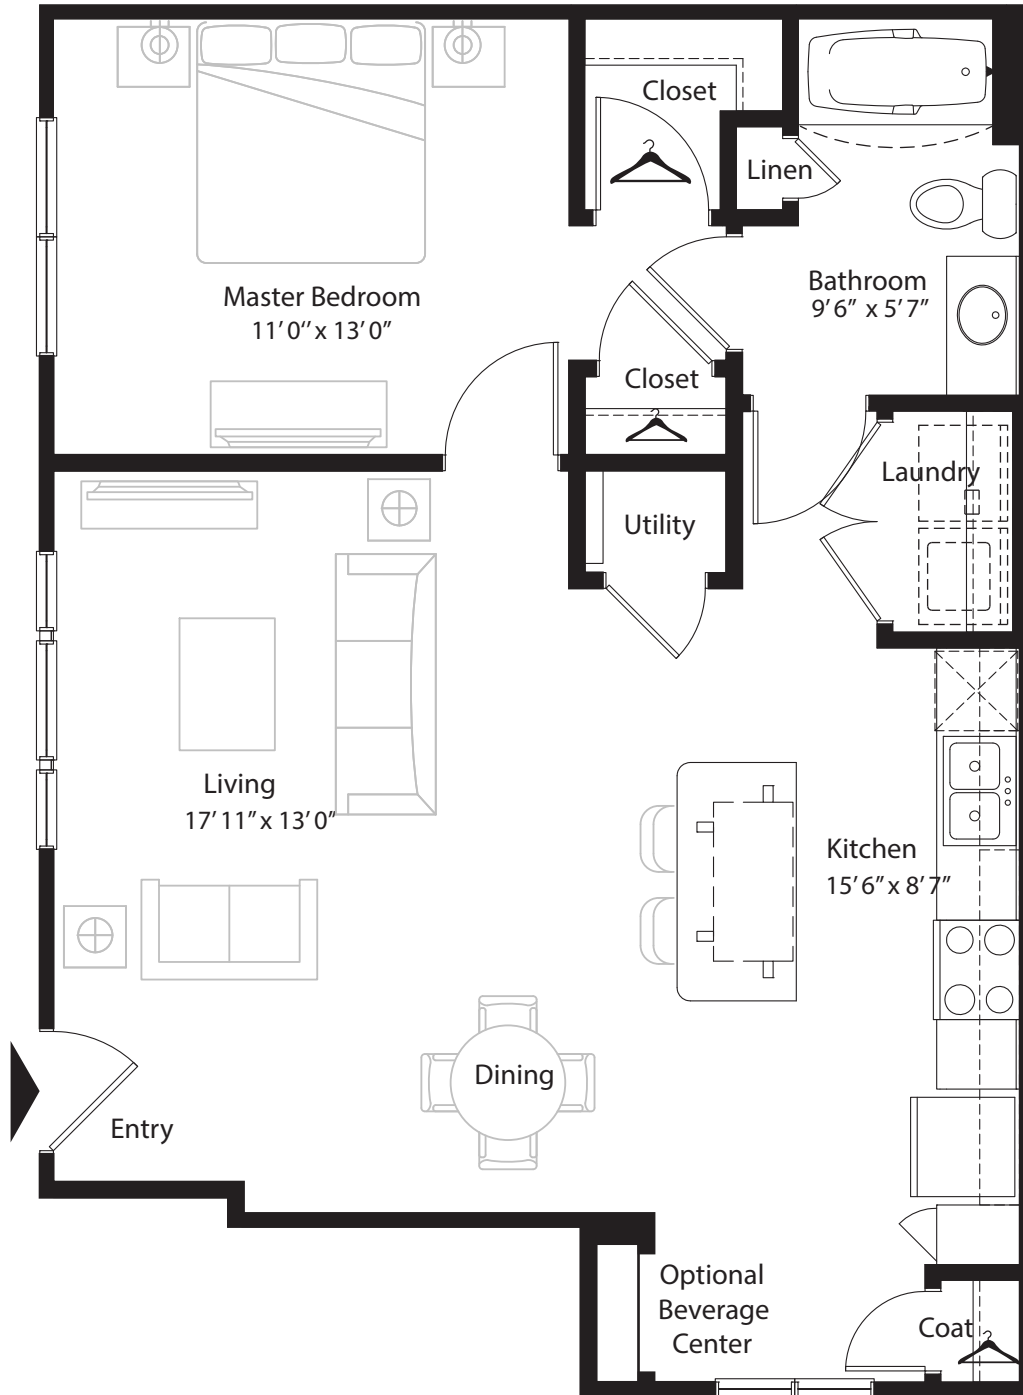 Closet
Linen
Master Bedroom
11’0’’ x 13’0”
Bathroom
9’6” x 5’7”
Closet
Laundry
Utility
Living
17’11” x 13’0”
Kitchen
15’6” x 8’7”
Dining
Entry
Optional
Beverage
Center
Coat